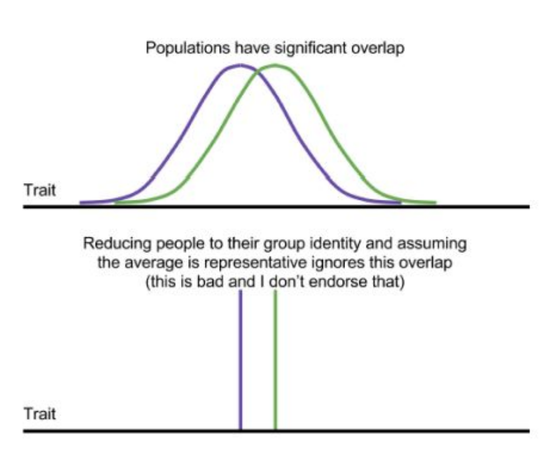 Populations have significant overlap
Trait
Reducing people to their group identity and assuming
the average is representative ignores this overlap
(this is bad and I don't endorse that)
Trait